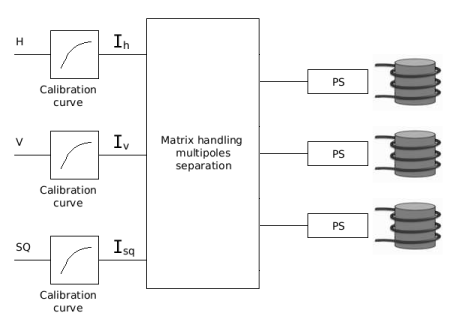 H
I_h
Calibration
curve
PS
V
I_v
Matrix handling
multipoles
separation
PS
Calibration
curve
PS
SQ
I_sq
Calibration
curve